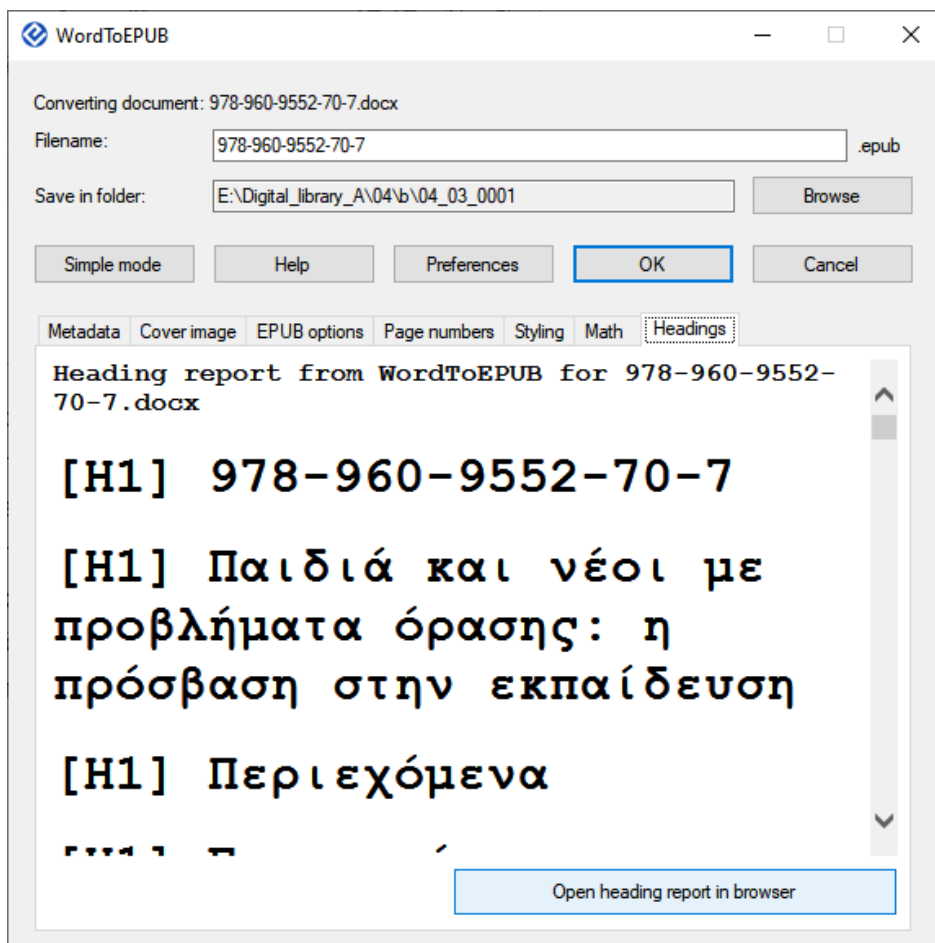 WordToEPUB
Converting document: 978-960-9552-70-7.docx
Filename: 978-960-9552-70-7 .epub
Save in folder: E:\Digital_library_A\04\b\04_03_0001 Browse
Simple mode Help Preferences OK Cancel
Metadata Cover image EPUB options Page numbers Styling Math Headings
Heading report from WordToEPUB for 978-960-9552-
70-7.docx
[H1] 978-960-9552-70-7
[H1] Παιδιά και νέοι με
προβλήματα όρασης: η
πρόσβαση στην εκπαίδευση
[H1] Περιεχόμενα
Open heading report in browser